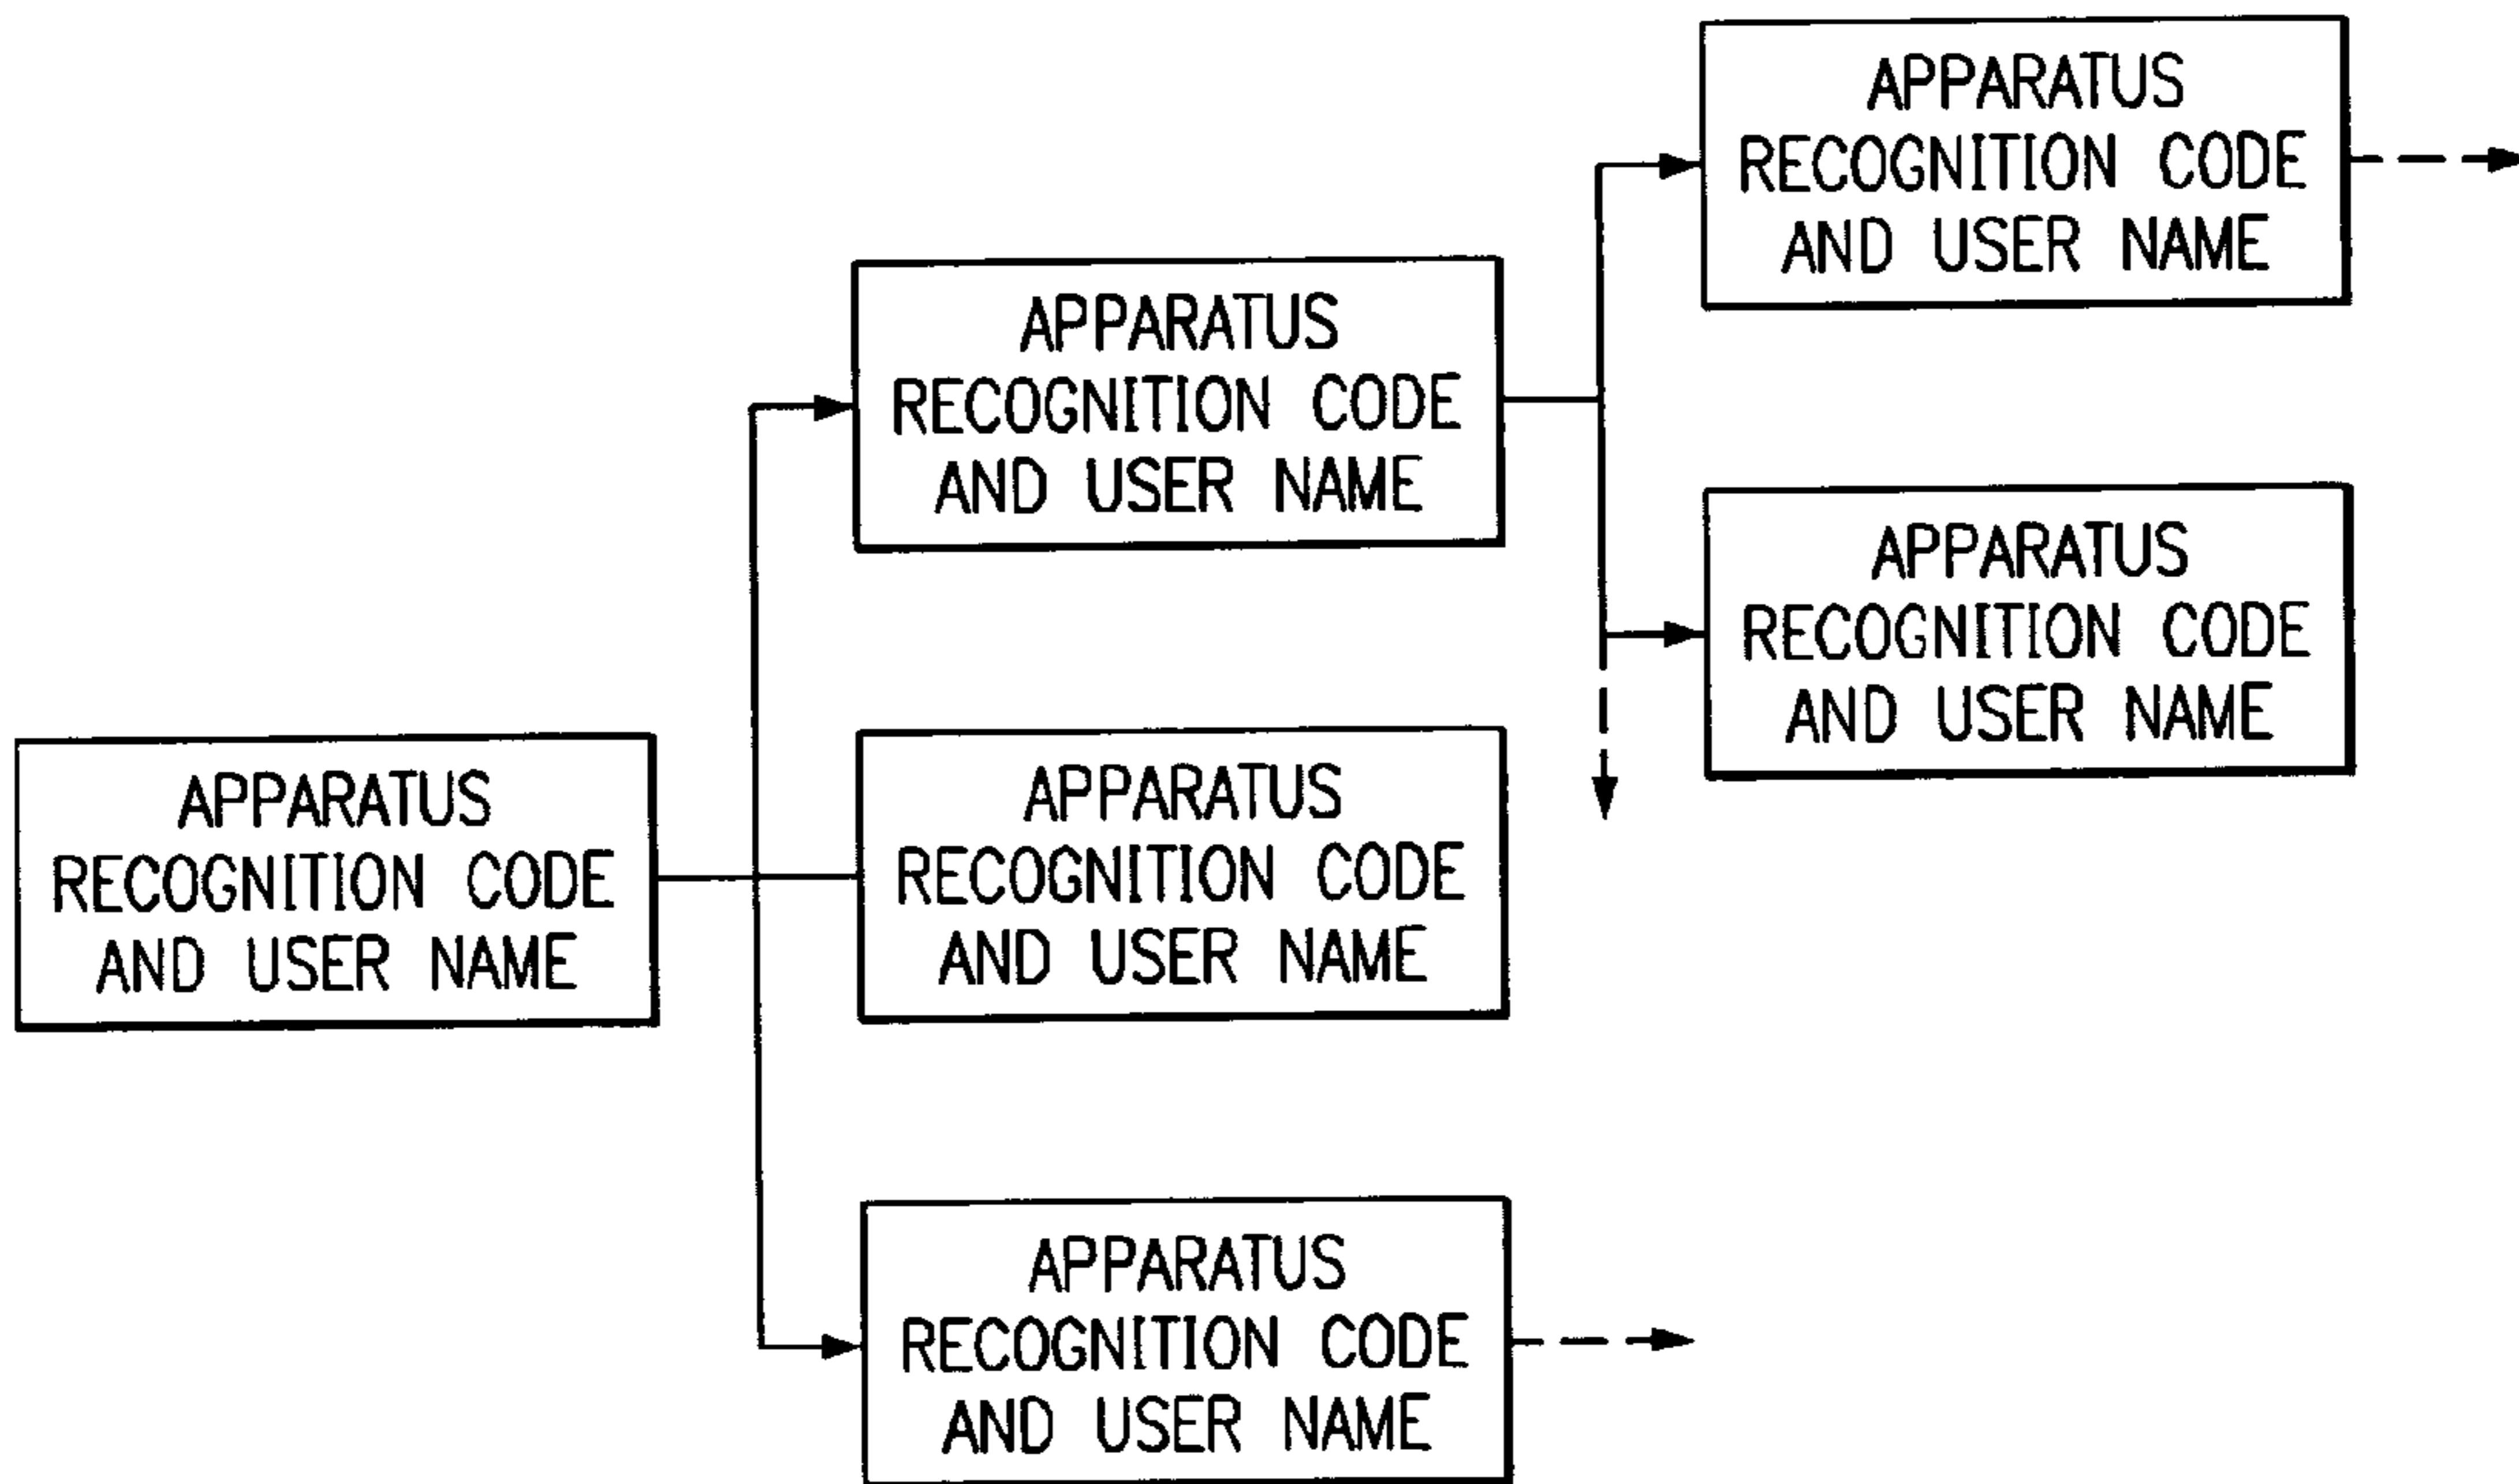 APPARATUS
RECOGNITION CODE
AND USER NAME
APPARATUS
RECOGNITION CODE
AND USER NAME
APPARATUS
RECOGNITION CODE
AND USER NAME
APPARATUS
RECOGNITION CODE
AND USER NAME
APPARATUS
RECOGNITION CODE
AND USER NAME
APPARATUS
RECOGNITION CODE
AND USER NAME